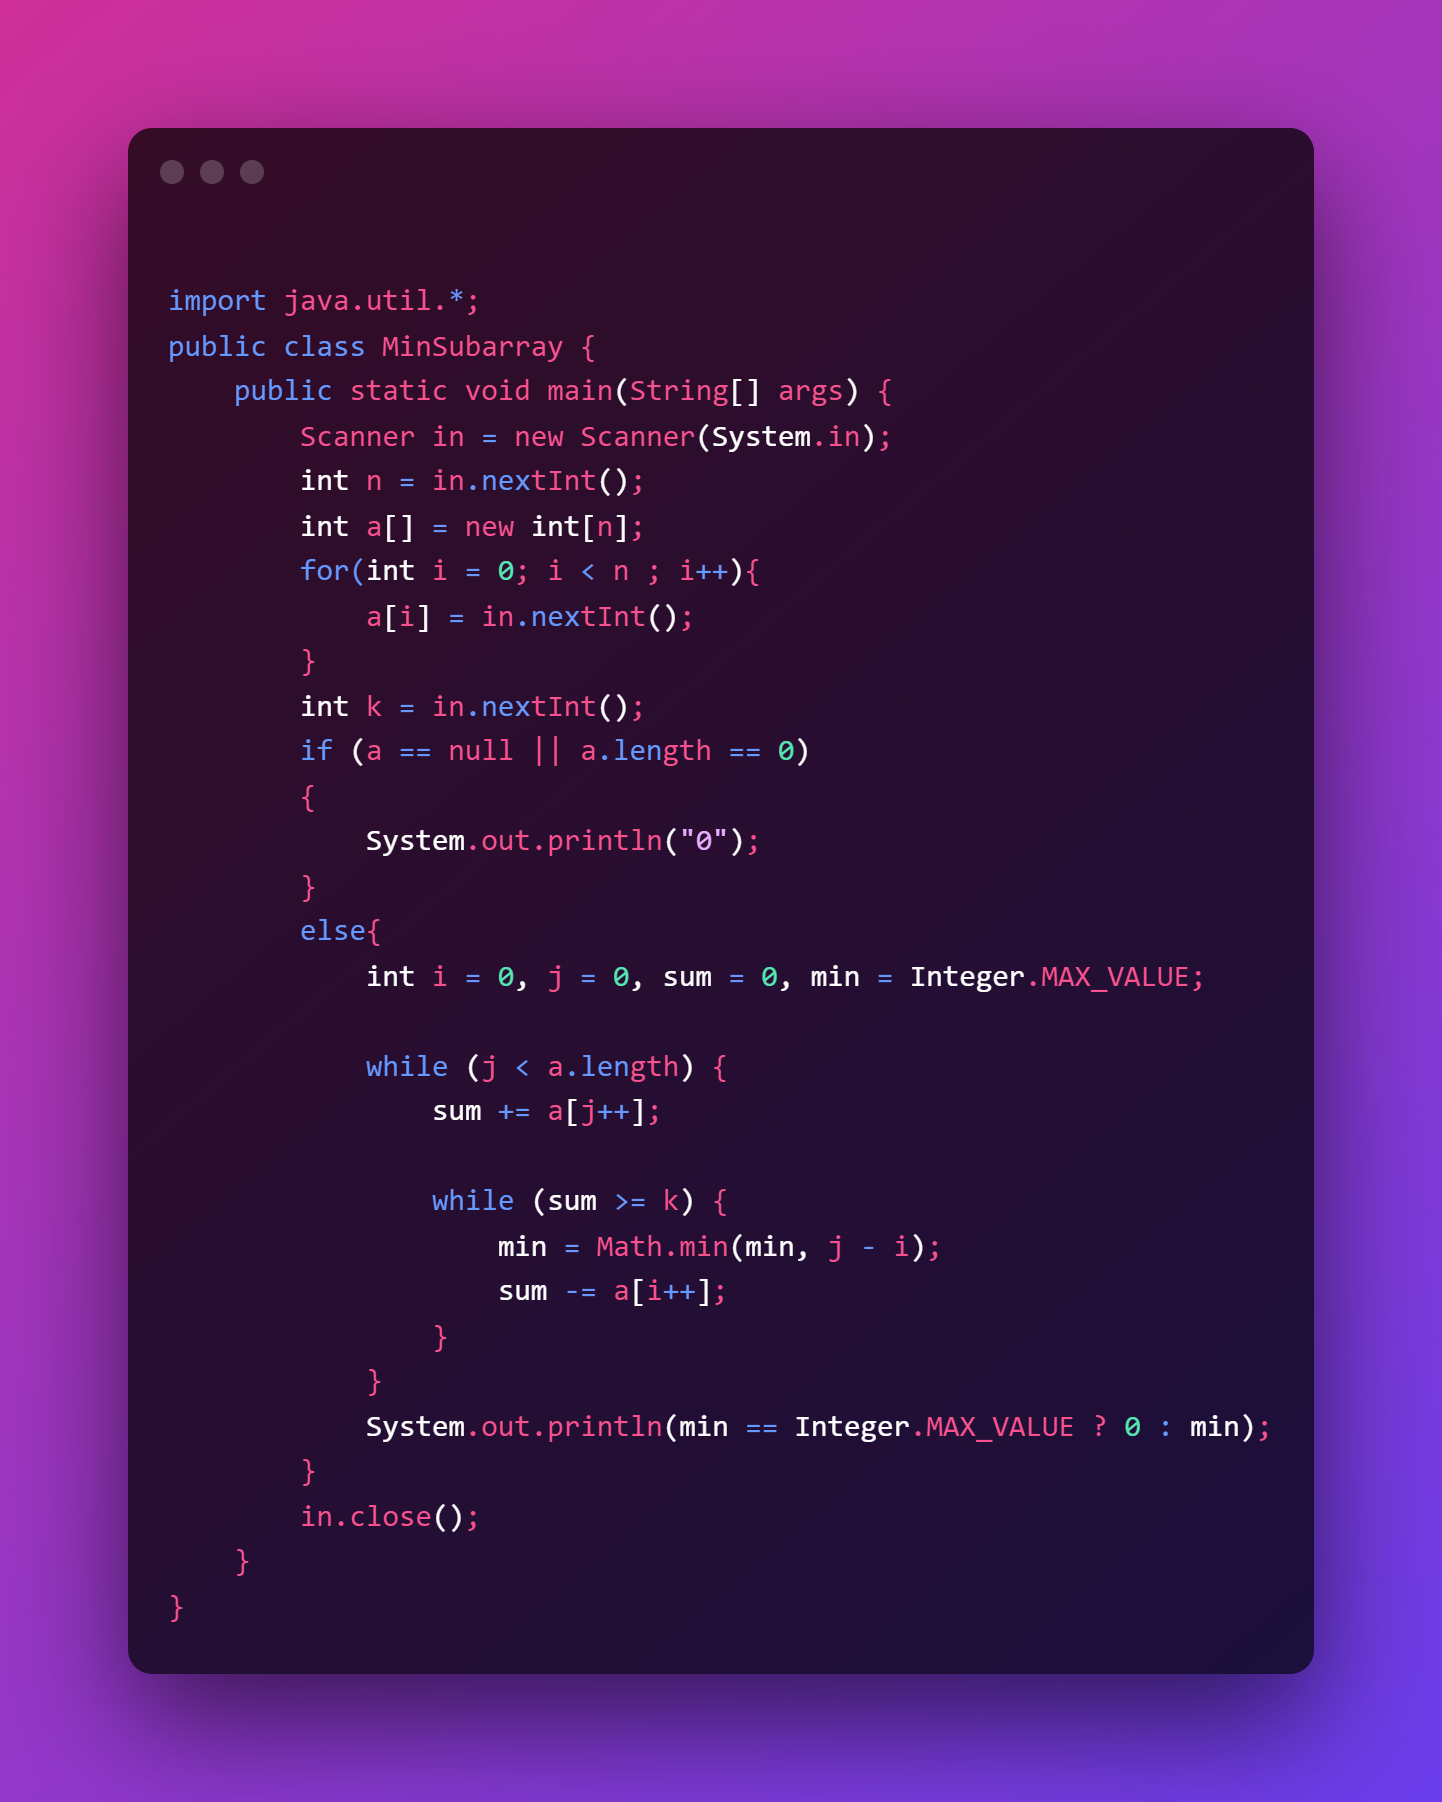 import java.util.*;
public class MinSubarray {
    public static void main(String[] args) {
        Scanner in = new Scanner(System.in);
        int n = in.nextInt();
        int a[] = new int[n];
        for(int i = 0; i < n ; i++){
            a[i] = in.nextInt();
        }
        int k = in.nextInt();
        if (a == null || a.length == 0)
        {
            System.out.println("0");
        }
        else{
            int i = 0, j = 0, sum = 0, min = Integer.MAX_VALUE;
            while (j < a.length) {
                sum += a[j++];
                while (sum >= k) {
                    min = Math.min(min, j - i);
                    sum -= a[i++];
                }
            }
            System.out.println(min == Integer.MAX_VALUE ? 0 : min);
        }
        in.close();
    }
}